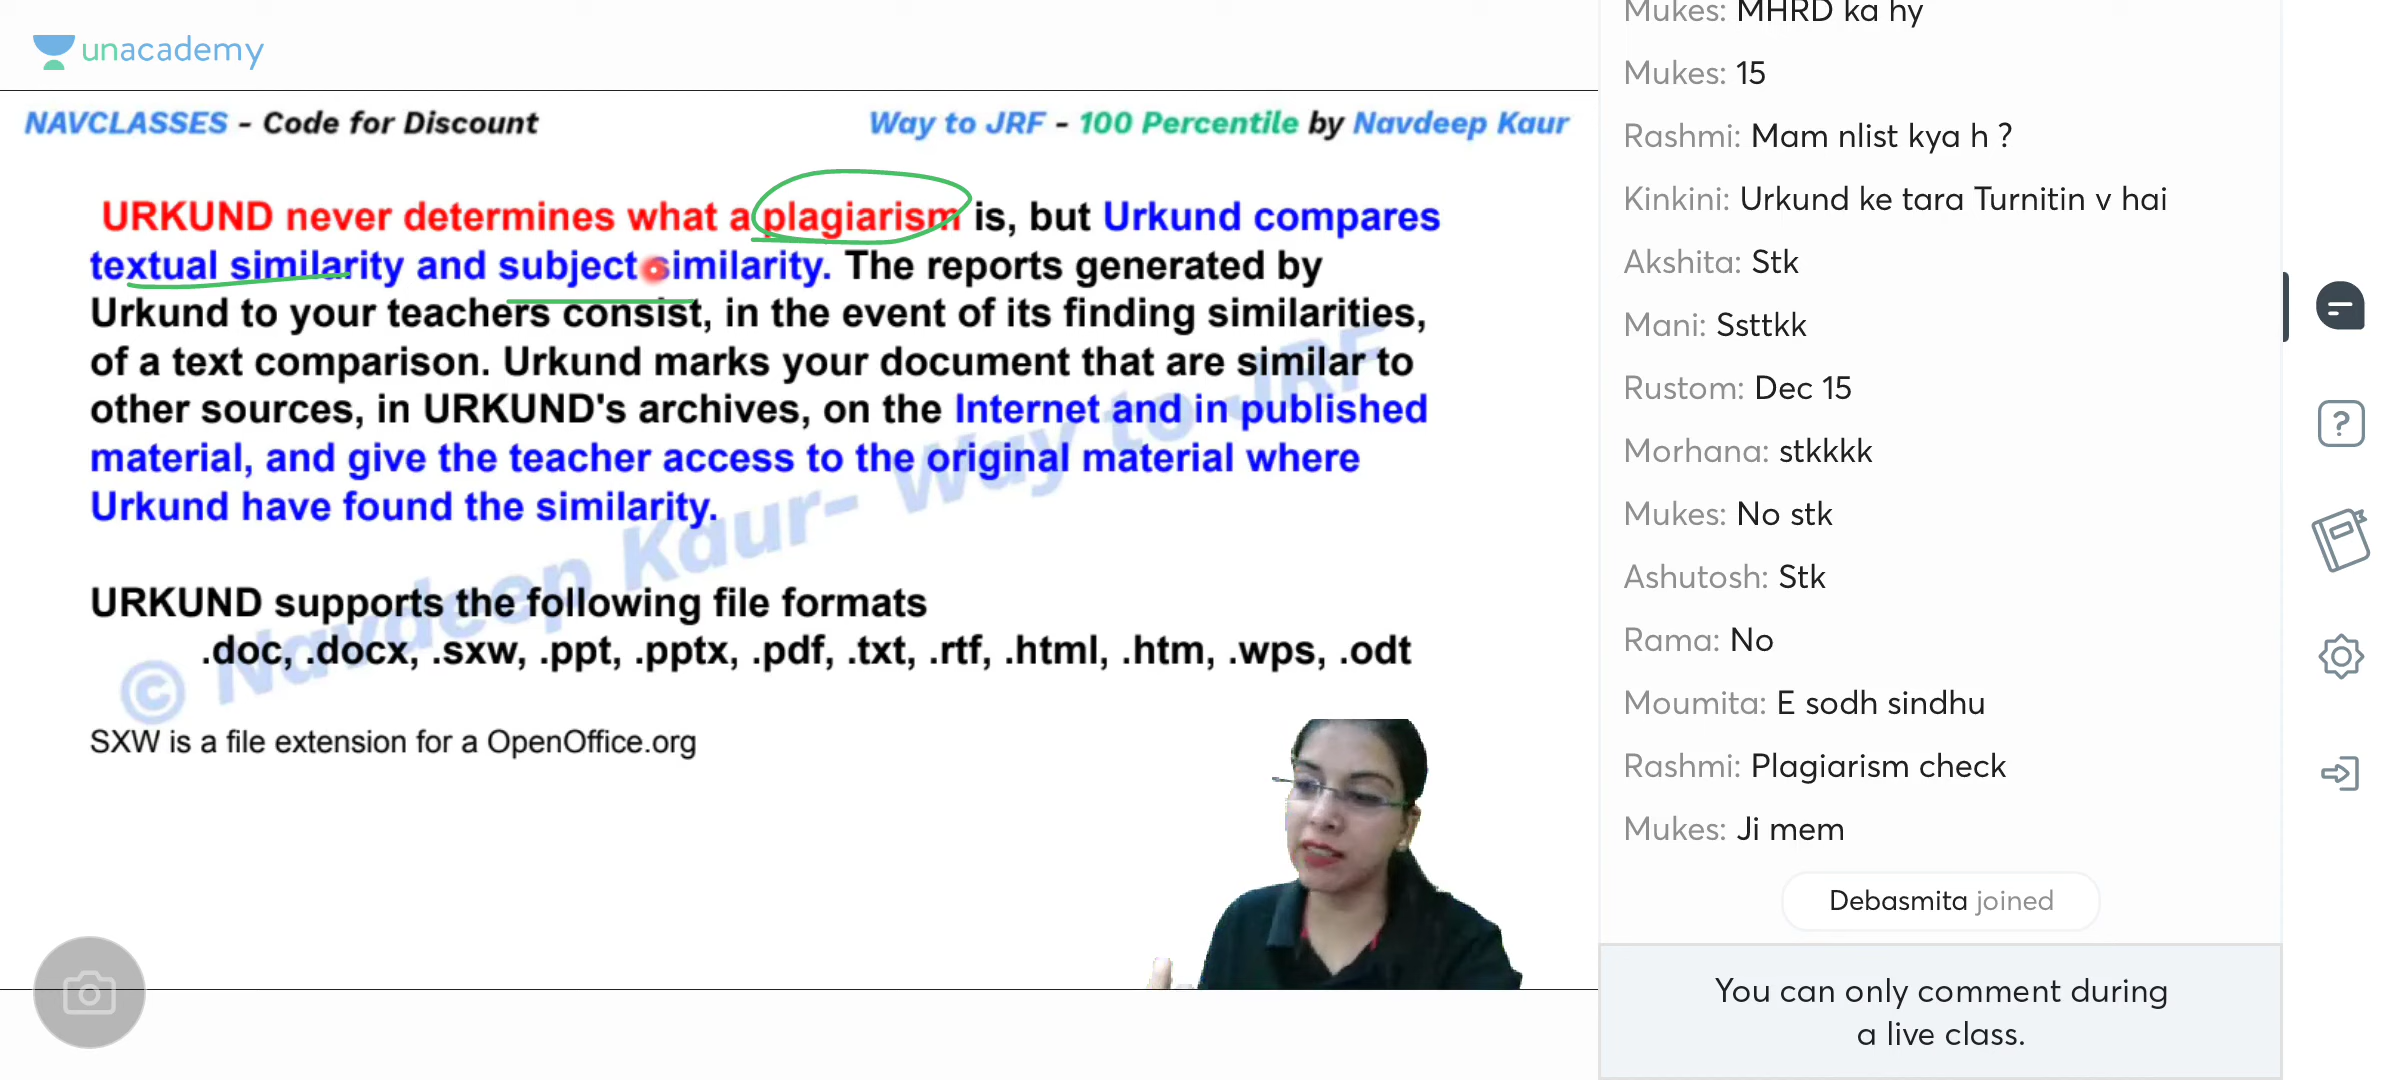 unacademy
NAVCLASSES - Code for Discount
Way to JRF - 100 Percentile by Navdeep Kaur
URKUND never determines what a plagiarism is, but Urkund compares
textual similarity and subject similarity. The reports generated by
Urkund to your teachers consist, in the event of its finding similarities,
of a text comparison. Urkund marks your document that are similar to
other sources, in URKUND's archives, on the Internet and in published
material, and give the teacher access to the original material where
Urkund have found the similarity.
URKUND supports the following file formats
.doc, .docx, .sxw, .ppt, .pptx, .pdf, .txt, .rtf, .html, .htm, .wps, .odt
SXW is a file extension for a OpenOffice.org
© Navdeep Kaur- Way to JRF
Mukes: MHRD ka hy
Mukes: 15
Rashmi: Mam nlist kya h ?
Kinkini: Urkund ke tara Turnitin v hai
Akshita: Stk
Mani: Ssttkk
Rustom: Dec 15
Morhana: stkkkk
Mukes: No stk
Ashutosh: Stk
Rama: No
Moumita: E sodh sindhu
Rashmi: Plagiarism check
Mukes: Ji mem
Debasmita joined
You can only comment during
a live class.